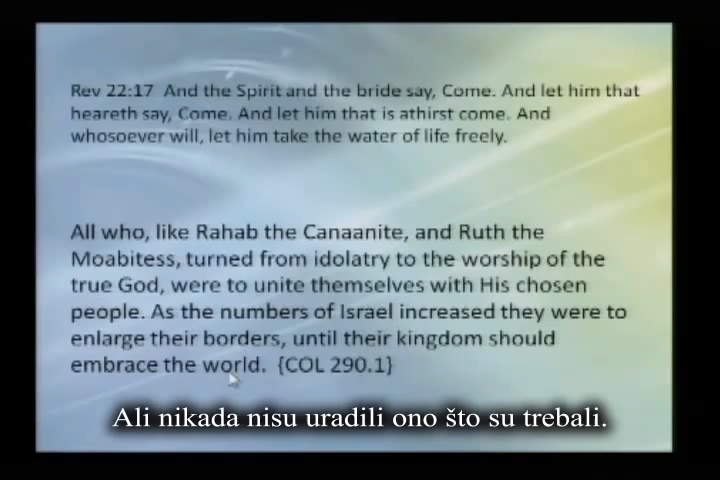 Rev 22:17  And the Spirit and the bride say, Come. And let him that
heareth say, Come. And let him that is athirst come. And
whosoever will, let him take the water of life freely.
All who, like Rahab the Canaanite, and Ruth the
Moabitess, turned from idolatry to the worship of the
true God, were to unite themselves with His chosen
people. As the numbers of Israel increased they were to
enlarge their borders, until their kingdom should
embrace the world.  {COL 290.1}
Ali nikada nisu uradili ono što su trebali.